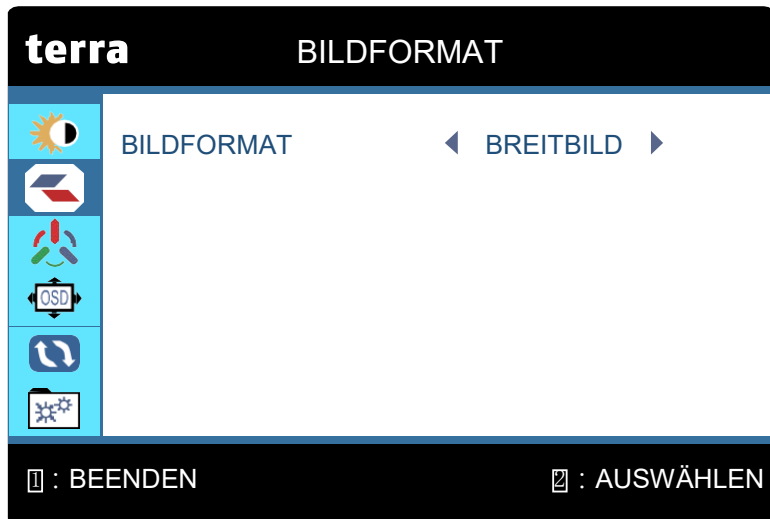 terra BILDFORMAT
BILDFORMAT BREITBILD
OSD
1 : BEENDEN 2 : AUSWÄHLEN